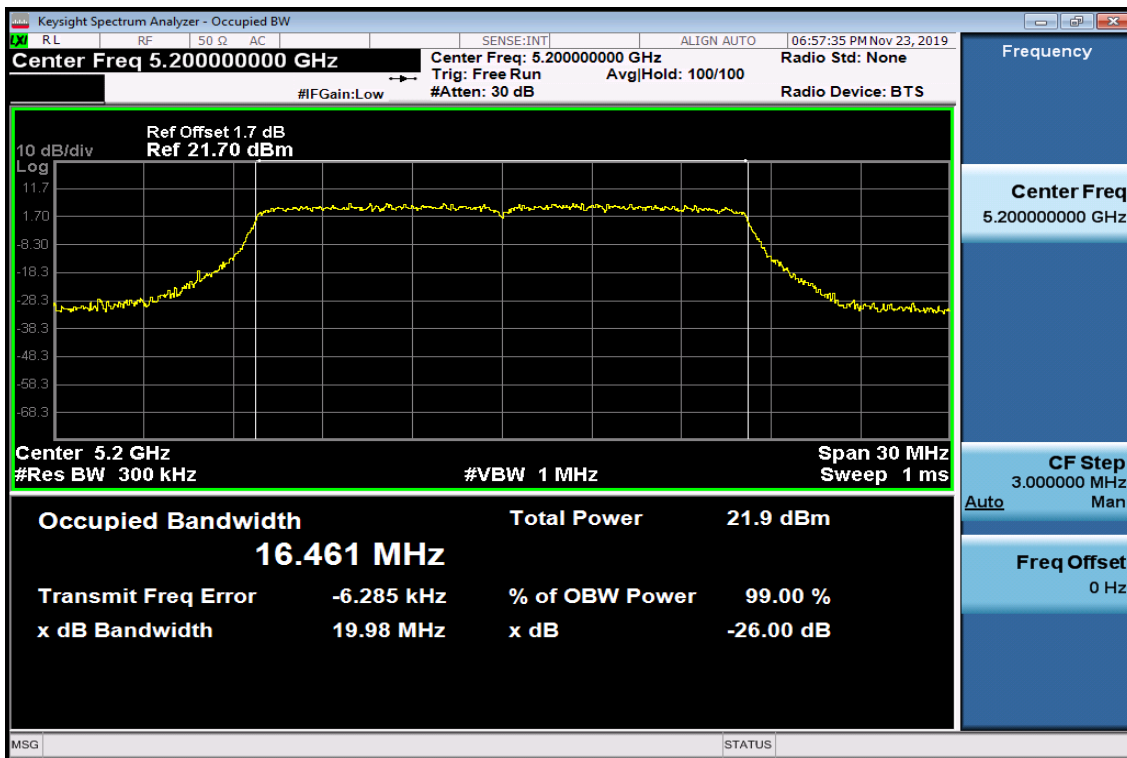 Keysight Spectrum Analyzer - Occupied BW
LXI RL RF 50 Ω AC SENSE:INT ALIGN AUTO 06:57:35 PM Nov 23, 2019
Center Freq 5.200000000 GHz
Center Freq: 5.200000000 GHz Radio Std: None
Trig: Free Run Avg|Hold: 100/100
#IFGain:Low #Atten: 30 dB Radio Device: BTS
Ref Offset 1.7 dB
10 dB/div Ref 21.70 dBm
Log
11.7
1.70
-8.30
-18.3
-28.3
-38.3
-48.3
-58.3
-68.3
Center 5.2 GHz Span 30 MHz
#Res BW 300 kHz #VBW 1 MHz Sweep 1 ms
Occupied Bandwidth Total Power 21.9 dBm
16.461 MHz
Transmit Freq Error -6.285 kHz % of OBW Power 99.00 %
x dB Bandwidth 19.98 MHz x dB -26.00 dB
MSG STATUS
Frequency
Center Freq
5.200000000 GHz
CF Step
3.000000 MHz
Auto Man
Freq Offset
0 Hz